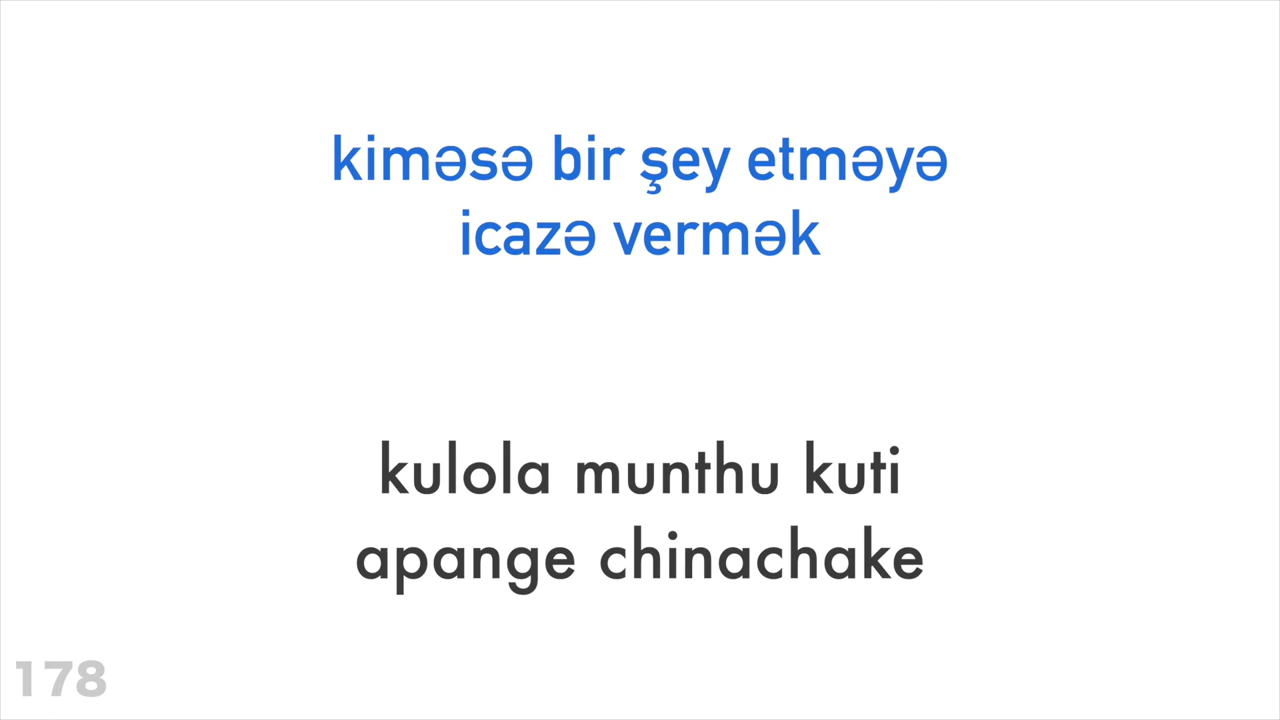 kiməsə bir şey etməyə
icazə vermək
kulola munthu kuti
apange chinachake
178